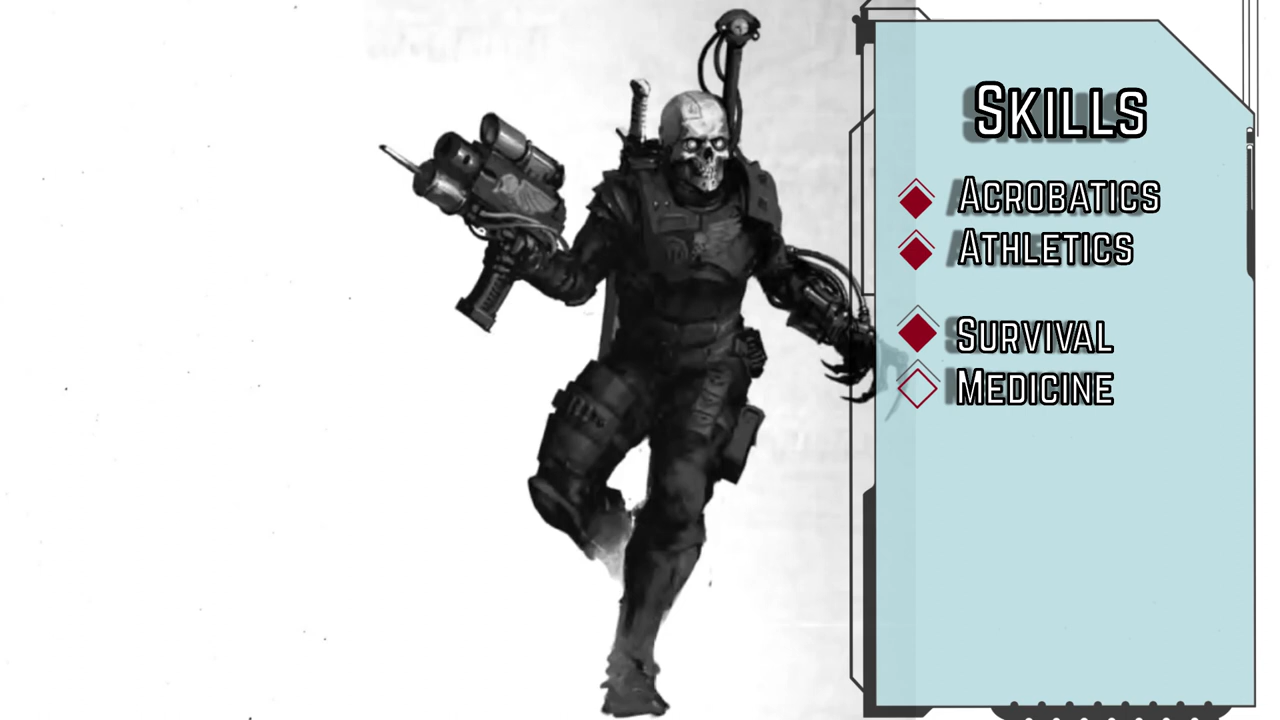 Skills
Acrobatics
Athletics
Survival
Medicine